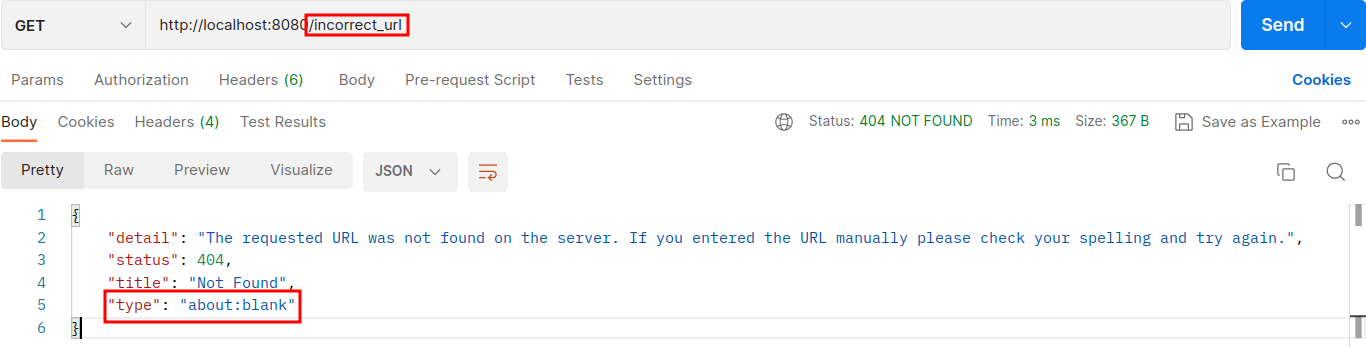 GET http://localhost:8080/incorrect_url Send
Params Authorization Headers (6) Body Pre-request Script Tests Settings Cookies
Body Cookies Headers (4) Test Results Status: 404 NOT FOUND Time: 3 ms Size: 367 B Save as Example
Pretty Raw Preview Visualize JSON
1 {
2 "detail": "The requested URL was not found on the server. If you entered the URL manually please check your spelling and try again.",
3 "status": 404,
4 "title": "Not Found",
5 "type": "about:blank"
6 }